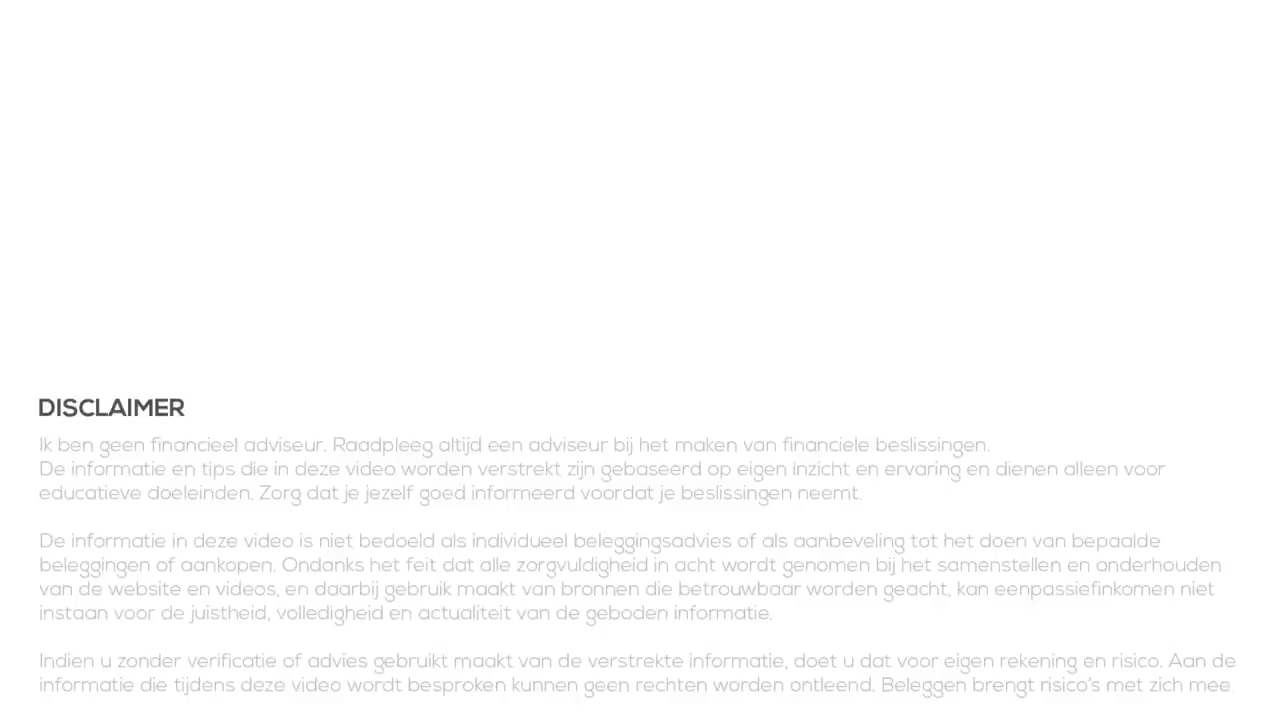 DISCLAIMER
Ik ben geen financieel adviseur. Raadpleeg altijd een adviseur bij het maken van financiele beslissingen.
De informatie en tips die in deze video worden verstrekt zijn gebaseerd op eigen inzicht en ervaring en dienen alleen voor
educatieve doeleinden. Zorg dat je jezelf goed informeerd voordat je beslissingen neemt.
De informatie in deze video is niet bedoeld als individueel beleggingsadvies of als aanbeveling tot het doen van bepaalde
beleggingen of aankopen. Ondanks het feit dat alle zorgvuldigheid in acht wordt genomen bij het samenstellen en onderhouden
van de website en videos, en daarbij gebruik maakt van bronnen die betrouwbaar worden geacht, kan eenpassiefinkomen niet
instaan voor de juistheid, volledigheid en actualiteit van de geboden informatie.
Indien u zonder verificatie of advies gebruikt maakt van de verstrekte informatie, doet u dat voor eigen rekening en risico. Aan de
informatie die tijdens deze video wordt besproken kunnen geen rechten worden ontleend. Beleggen brengt risico's met zich mee.